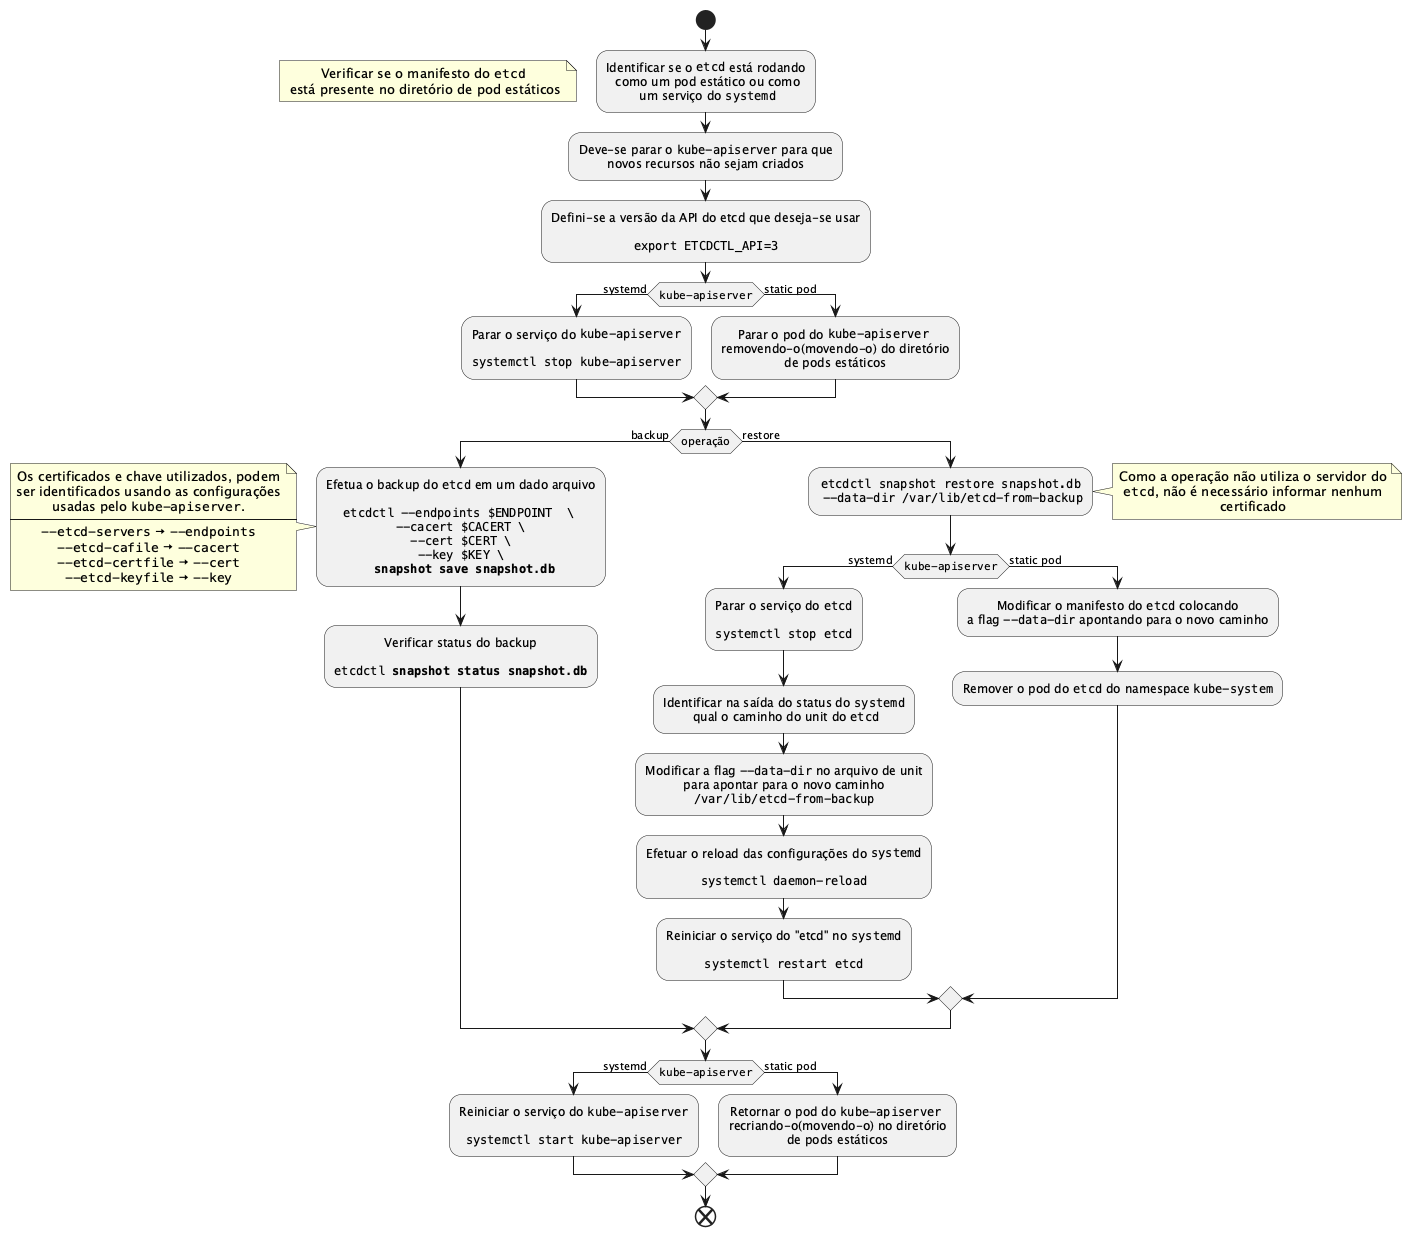 Verificar se o manifesto do etcd
está presente no diretório de pod estáticos
Identificar se o etcd está rodando
como um pod estático ou como
um serviço do systemd
Deve-se parar o kube-apiserver para que
novos recursos não sejam criados
Defini-se a versão da API do etcd que deseja-se usar
export ETCDCTL_API=3
kube-apiserver
systemd
static pod
Parar o serviço do kube-apiserver
systemctl stop kube-apiserver
Parar o pod do kube-apiserver
removendo-o(movendo-o) do diretório
de pods estáticos
operação
backup
restore
Os certificados e chave utilizados, podem
ser identificados usando as configurações
usadas pelo kube-apiserver.
--etcd-servers → --endpoints
--etcd-cafile → --cacert
--etcd-certfile → --cert
--etcd-keyfile → --key
Efetua o backup do etcd em um dado arquivo
etcdctl --endpoints $ENDPOINT \
--cacert $CACERT \
--cert $CERT \
--key $KEY \
snapshot save snapshot.db
Verificar status do backup
etcdctl snapshot status snapshot.db
etcdctl snapshot restore snapshot.db
--data-dir /var/lib/etcd-from-backup
Como a operação não utiliza o servidor do
etcd, não é necessário informar nenhum
certificado
kube-apiserver
systemd
static pod
Parar o serviço do etcd
systemctl stop etcd
Identificar na saída do status do systemd
qual o caminho do unit do etcd
Modificar a flag --data-dir no arquivo de unit
para apontar para o novo caminho
/var/lib/etcd-from-backup
Efetuar o reload das configurações do systemd
systemctl daemon-reload
Reiniciar o serviço do "etcd" no systemd
systemctl restart etcd
Modificar o manifesto do etcd colocando
a flag --data-dir apontando para o novo caminho
Remover o pod do etcd do namespace kube-system
kube-apiserver
systemd
static pod
Reiniciar o serviço do kube-apiserver
systemctl start kube-apiserver
Retornar o pod do kube-apiserver
recriando-o(movendo-o) no diretório
de pods estáticos